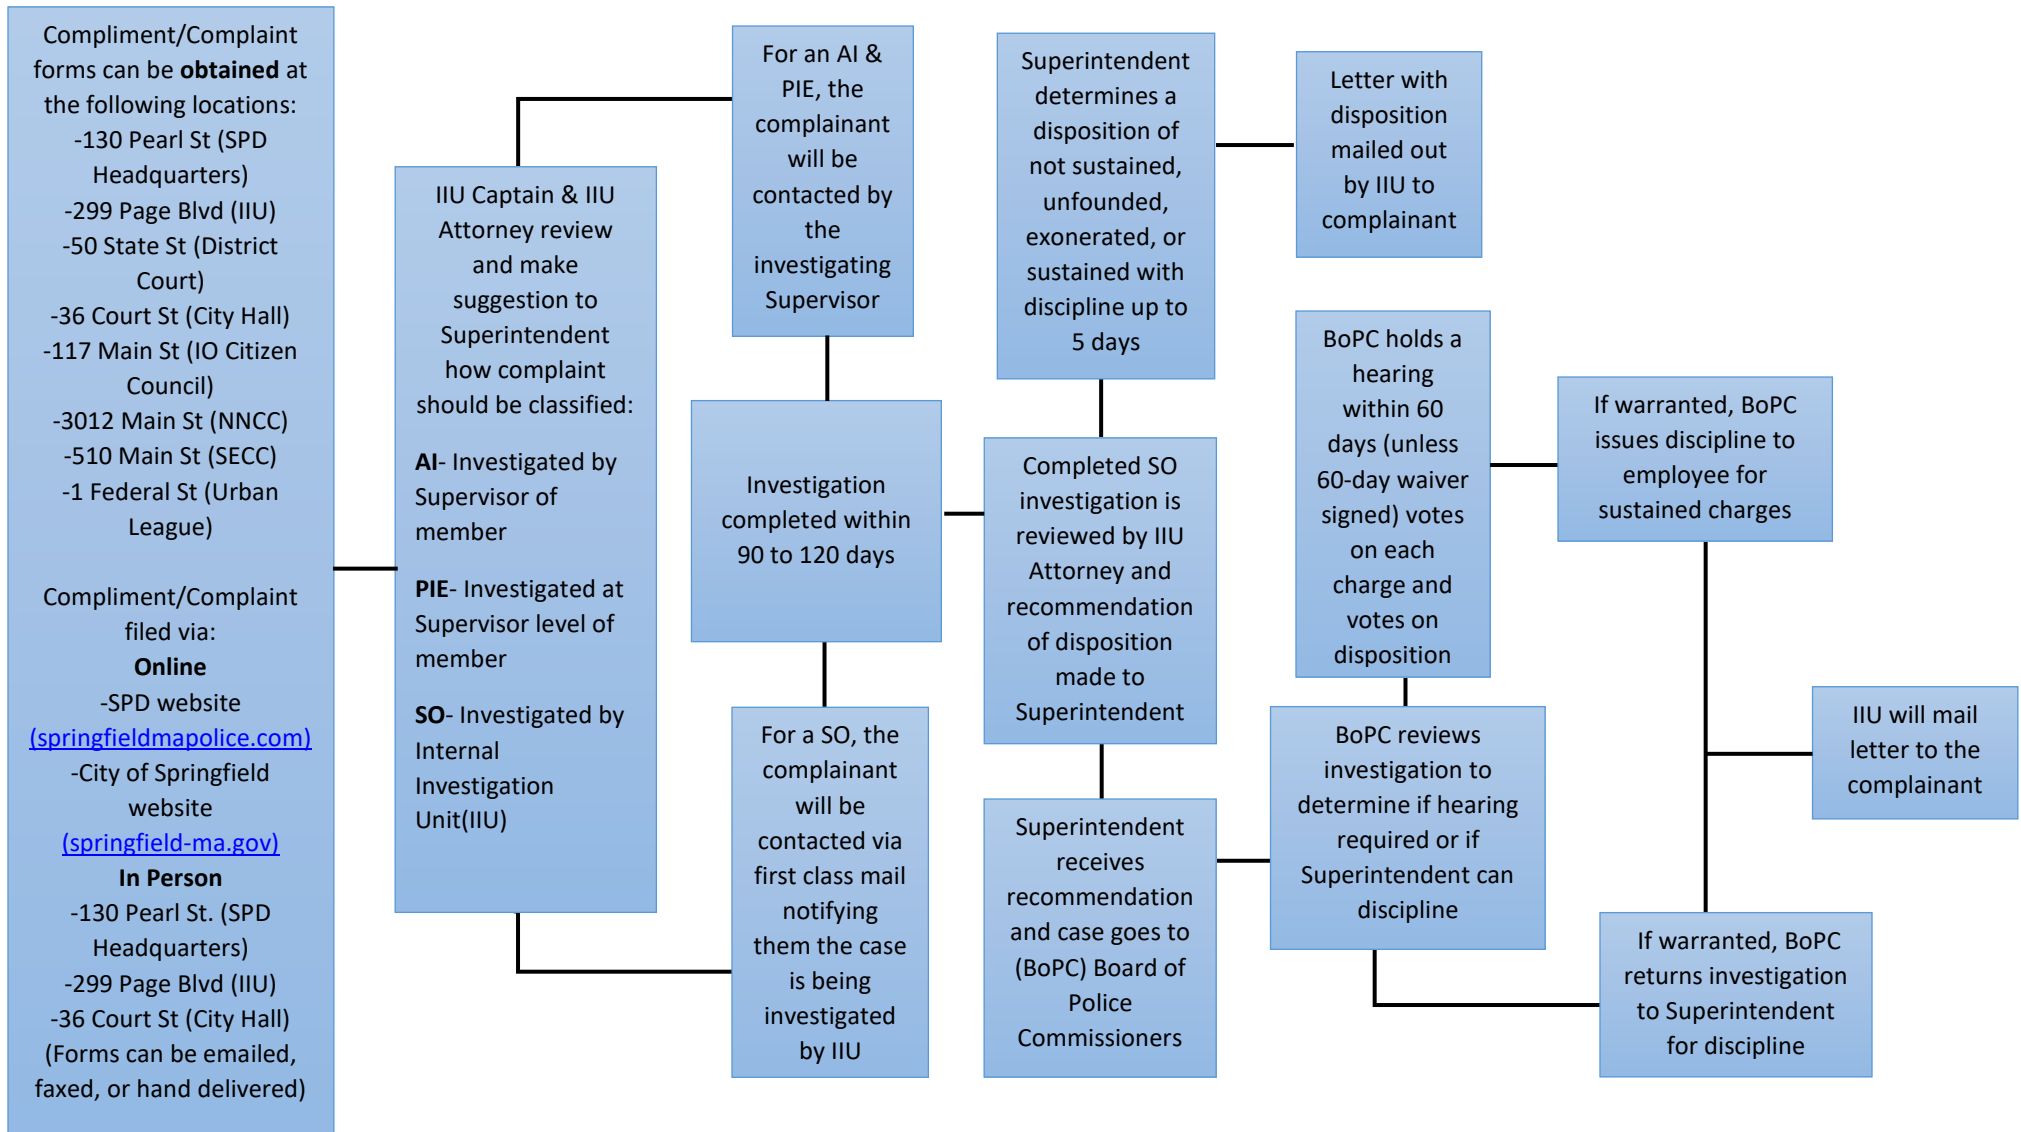 Compliment/Complaint
forms can be obtained at
the following locations:
-130 Pearl St (SPD
Headquarters)
-299 Page Blvd (IIU)
-50 State St (District
Court)
-36 Court St (City Hall)
-117 Main St (IO Citizen
Council)
-3012 Main St (NNCC)
-510 Main St (SECC)
-1 Federal St (Urban
League)
Compliment/Complaint
filed via:
Online
-SPD website
(springfieldmapolice.com)
-City of Springfield
website
(springfield-ma.gov)
In Person
-130 Pearl St. (SPD
Headquarters)
-299 Page Blvd (IIU)
-36 Court St (City Hall)
(Forms can be emailed,
faxed, or hand delivered)
IIU Captain & IIU
Attorney review
and make
suggestion to
Superintendent
how complaint
should be classified:
AI- Investigated by
Supervisor of
member
PIE- Investigated at
Supervisor level of
member
SO- Investigated by
Internal
Investigation
Unit(IIU)
For an AI &
PIE, the
complainant
will be
contacted by
the
investigating
Supervisor
Investigation
completed within
90 to 120 days
For a SO, the
complainant
will be
contacted via
first class mail
notifying
them the case
is being
investigated
by IIU
Superintendent
determines a
disposition of
not sustained,
unfounded,
exonerated, or
sustained with
discipline up to
5 days
Completed SO
investigation is
reviewed by IIU
Attorney and
recommendation
of disposition
made to
Superintendent
Superintendent
receives
recommendation
and case goes to
(BoPC) Board of
Police
Commissioners
Letter with
disposition
mailed out
by IIU to
complainant
BoPC holds a
hearing
within 60
days (unless
60-day waiver
signed) votes
on each
charge and
votes on
disposition
BoPC reviews
investigation to
determine if hearing
required or if
Superintendent can
discipline
If warranted, BoPC
issues discipline to
employee for
sustained charges
If warranted, BoPC
returns investigation
to Superintendent
for discipline
IIU will mail
letter to the
complainant